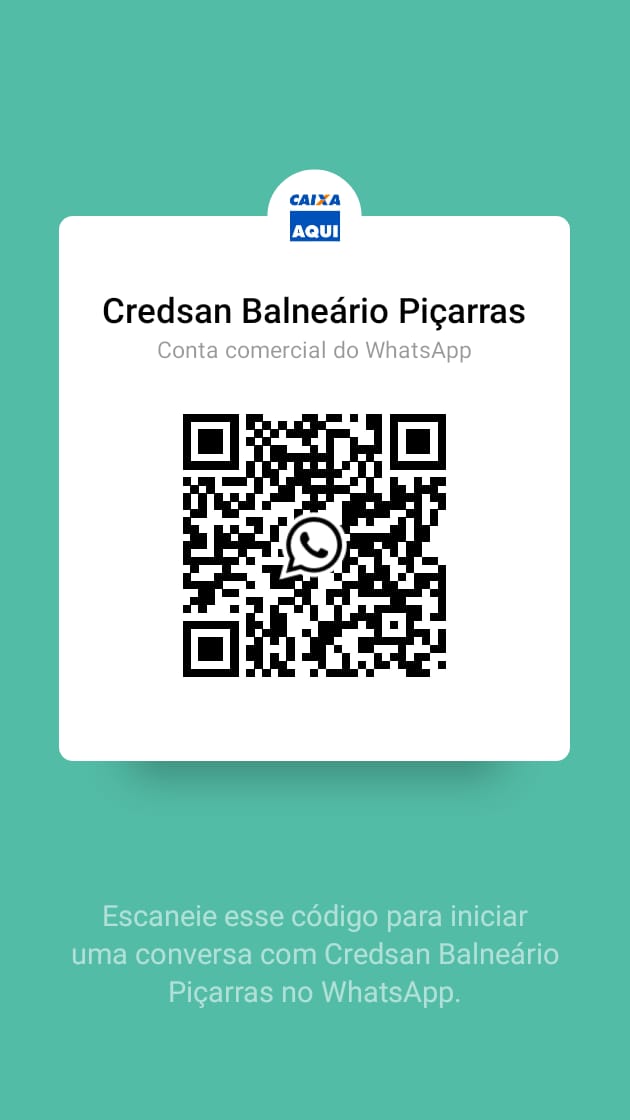 CAIXA
AQUI
Credsan Balneário Piçarras
Conta comercial do WhatsApp
Escaneie esse código para iniciar
uma conversa com Credsan Balneário
Piçarras no WhatsApp.